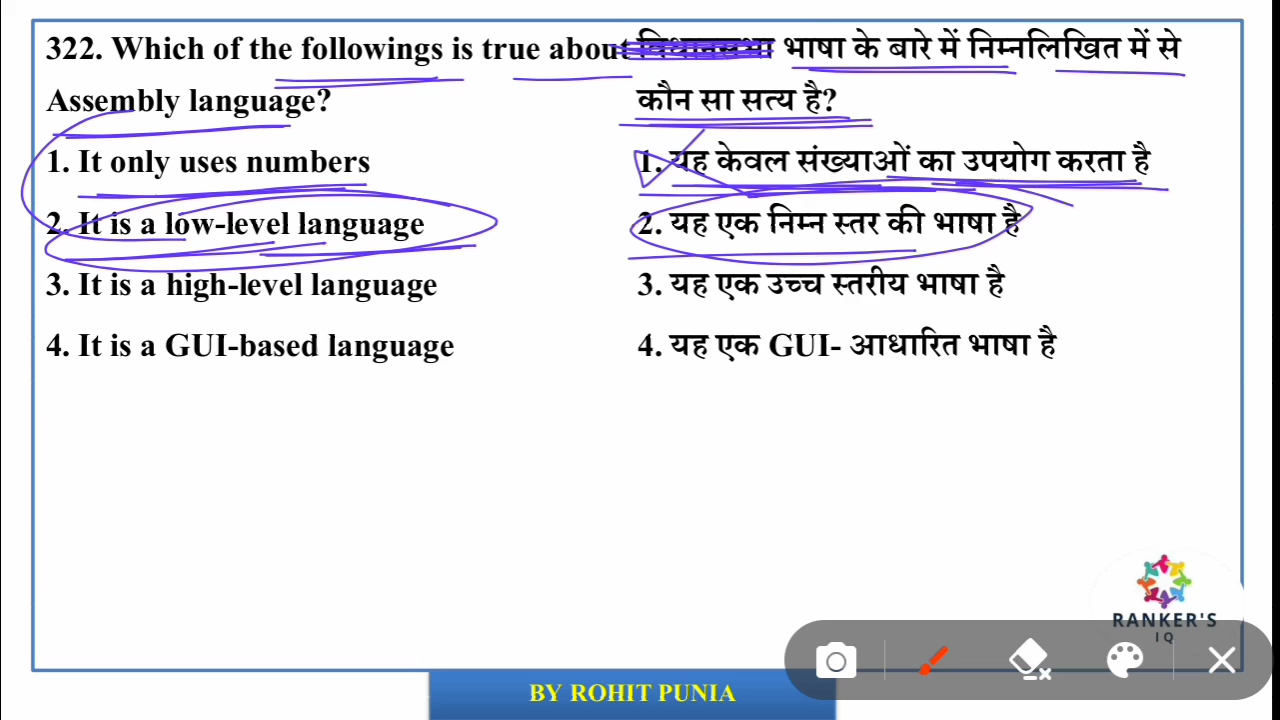 322. Which of the followings is true about
Assembly language?
1. It only uses numbers
2. It is a low-level language
3. It is a high-level language
4. It is a GUI-based language
विधानसभा भाषा के बारे में निम्नलिखित में से
कौन सा सत्य है?
1. यह केवल संख्याओं का उपयोग करता है
2. यह एक निम्न स्तर की भाषा है
3. यह एक उच्च स्तरीय भाषा है
4. यह एक GUI- आधारित भाषा है
RANKER'S
IQ
BY ROHIT PUNIA